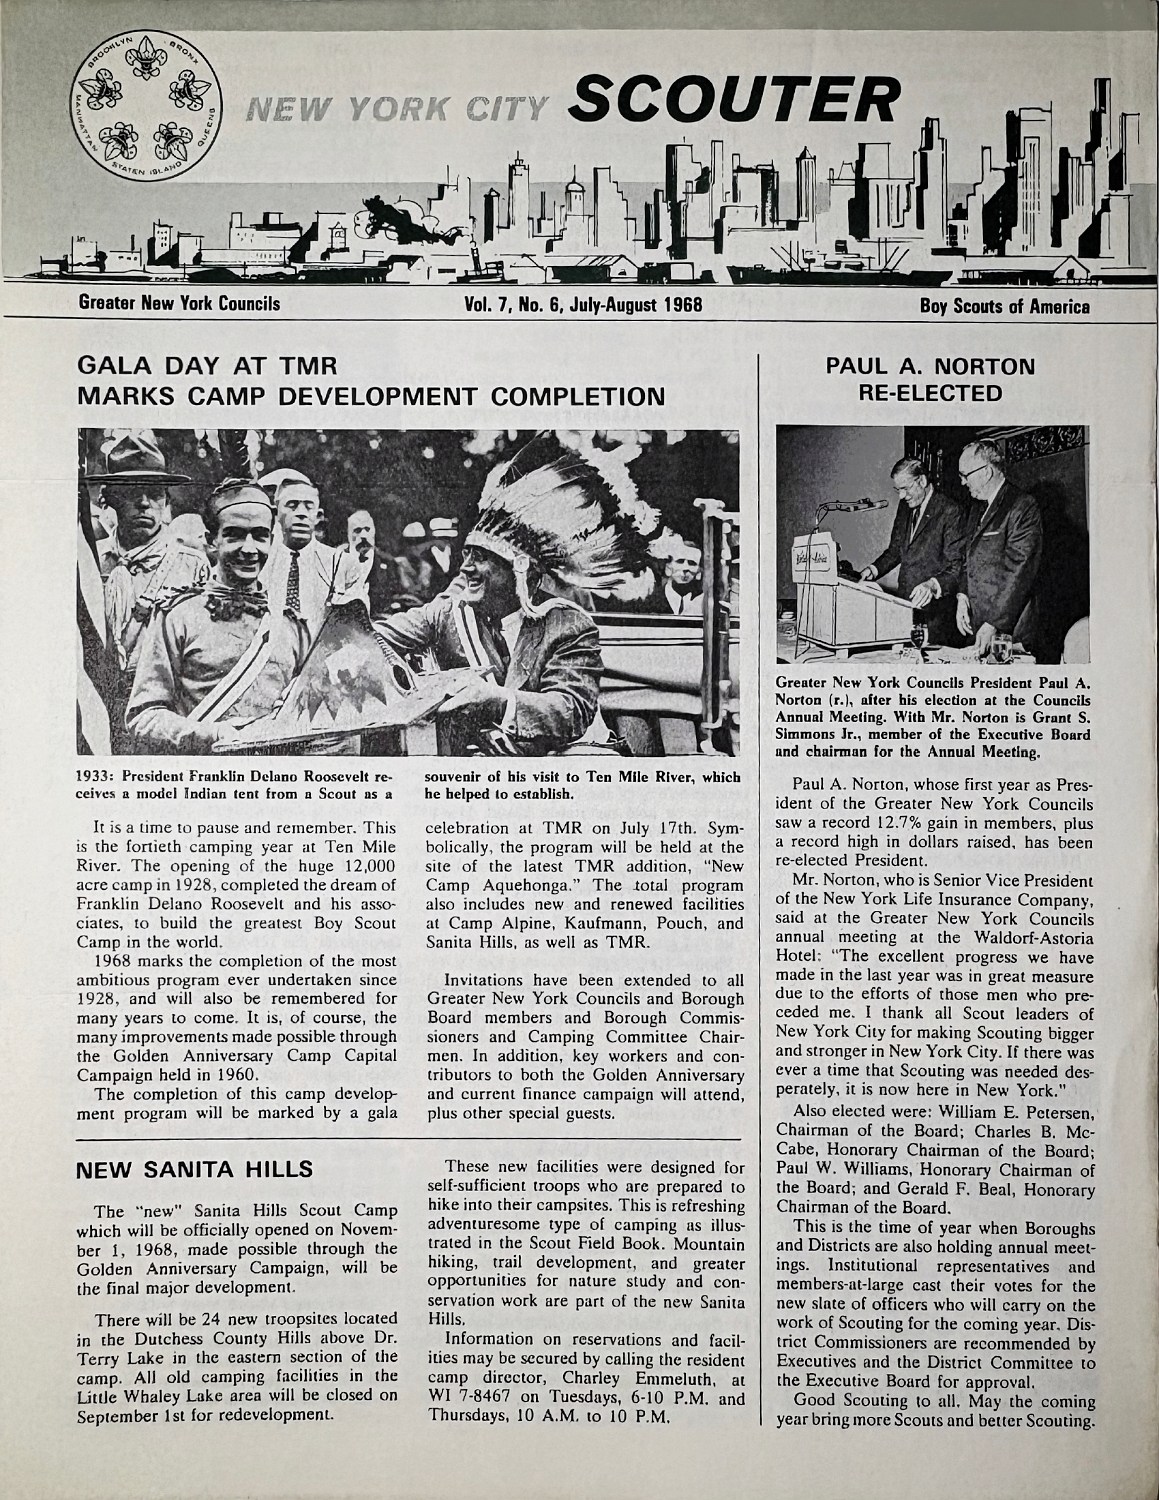 BROOKLYN
BRONX
MANHATTAN
QUEENS
STATEN ISLAND
NEW YORK CITY SCOUTER
Greater New York Councils
Vol. 7, No. 6, July-August 1968
Boy Scouts of America
GALA DAY AT TMR
MARKS CAMP DEVELOPMENT COMPLETION
1933: President Franklin Delano Roosevelt re-
ceives a model Indian tent from a Scout as a
souvenir of his visit to Ten Mile River, which
he helped to establish.
It is a time to pause and remember. This
is the fortieth camping year at Ten Mile
River. The opening of the huge 12,000
acre camp in 1928, completed the dream of
Franklin Delano Roosevelt and his asso-
ciates, to build the greatest Boy Scout
Camp in the world.
1968 marks the completion of the most
ambitious program ever undertaken since
1928, and will also be remembered for
many years to come. It is, of course, the
many improvements made possible through
the Golden Anniversary Camp Capital
Campaign held in 1960.
The completion of this camp develop-
ment program will be marked by a gala
celebration at TMR on July 17th. Sym-
bolically, the program will be held at the
site of the latest TMR addition, "New
Camp Aquehonga." The total program
also includes new and renewed facilities
at Camp Alpine, Kaufmann, Pouch, and
Sanita Hills, as well as TMR.
Invitations have been extended to all
Greater New York Councils and Borough
Board members and Borough Commis-
sioners and Camping Committee Chair-
men. In addition, key workers and con-
tributors to both the Golden Anniversary
and current finance campaign will attend,
plus other special guests.
NEW SANITA HILLS
The "new" Sanita Hills Scout Camp
which will be officially opened on Novem-
ber 1, 1968, made possible through the
Golden Anniversary Campaign, will be
the final major development.
There will be 24 new troopsites located
in the Dutchess County Hills above Dr.
Terry Lake in the eastern section of the
camp. All old camping facilities in the
Little Whaley Lake area will be closed on
September 1st for redevelopment.
These new facilities were designed for
self-sufficient troops who are prepared to
hike into their campsites. This is refreshing
adventuresome type of camping as illus-
trated in the Scout Field Book. Mountain
hiking, trail development, and greater
opportunities for nature study and con-
servation work are part of the new Sanita
Hills.
Information on reservations and facil-
ities may be secured by calling the resident
camp director, Charley Emmeluth, at
WI 7-8467 on Tuesdays, 6-10 P.M. and
Thursdays, 10 A.M. to 10 P.M.
PAUL A. NORTON
RE-ELECTED
Greater New York Councils President Paul A.
Norton (r.), after his election at the Councils
Annual Meeting. With Mr. Norton is Grant S.
Simmons Jr., member of the Executive Board
and chairman for the Annual Meeting.
Paul A. Norton, whose first year as Pres-
ident of the Greater New York Councils
saw a record 12.7% gain in members, plus
a record high in dollars raised, has been
re-elected President.
Mr. Norton, who is Senior Vice President
of the New York Life Insurance Company,
said at the Greater New York Councils
annual meeting at the Waldorf-Astoria
Hotel: "The excellent progress we have
made in the last year was in great measure
due to the efforts of those men who pre-
ceded me. I thank all Scout leaders of
New York City for making Scouting bigger
and stronger in New York City. If there was
ever a time that Scouting was needed des-
perately, it is now here in New York."
Also elected were: William E. Petersen,
Chairman of the Board; Charles B. Mc-
Cabe, Honorary Chairman of the Board;
Paul W. Williams, Honorary Chairman of
the Board; and Gerald F. Beal, Honorary
Chairman of the Board.
This is the time of year when Boroughs
and Districts are also holding annual meet-
ings. Institutional representatives and
members-at-large cast their votes for the
new slate of officers who will carry on the
work of Scouting for the coming year. Dis-
trict Commissioners are recommended by
Executives and the District Committee to
the Executive Board for approval.
Good Scouting to all. May the coming
year bring more Scouts and better Scouting.